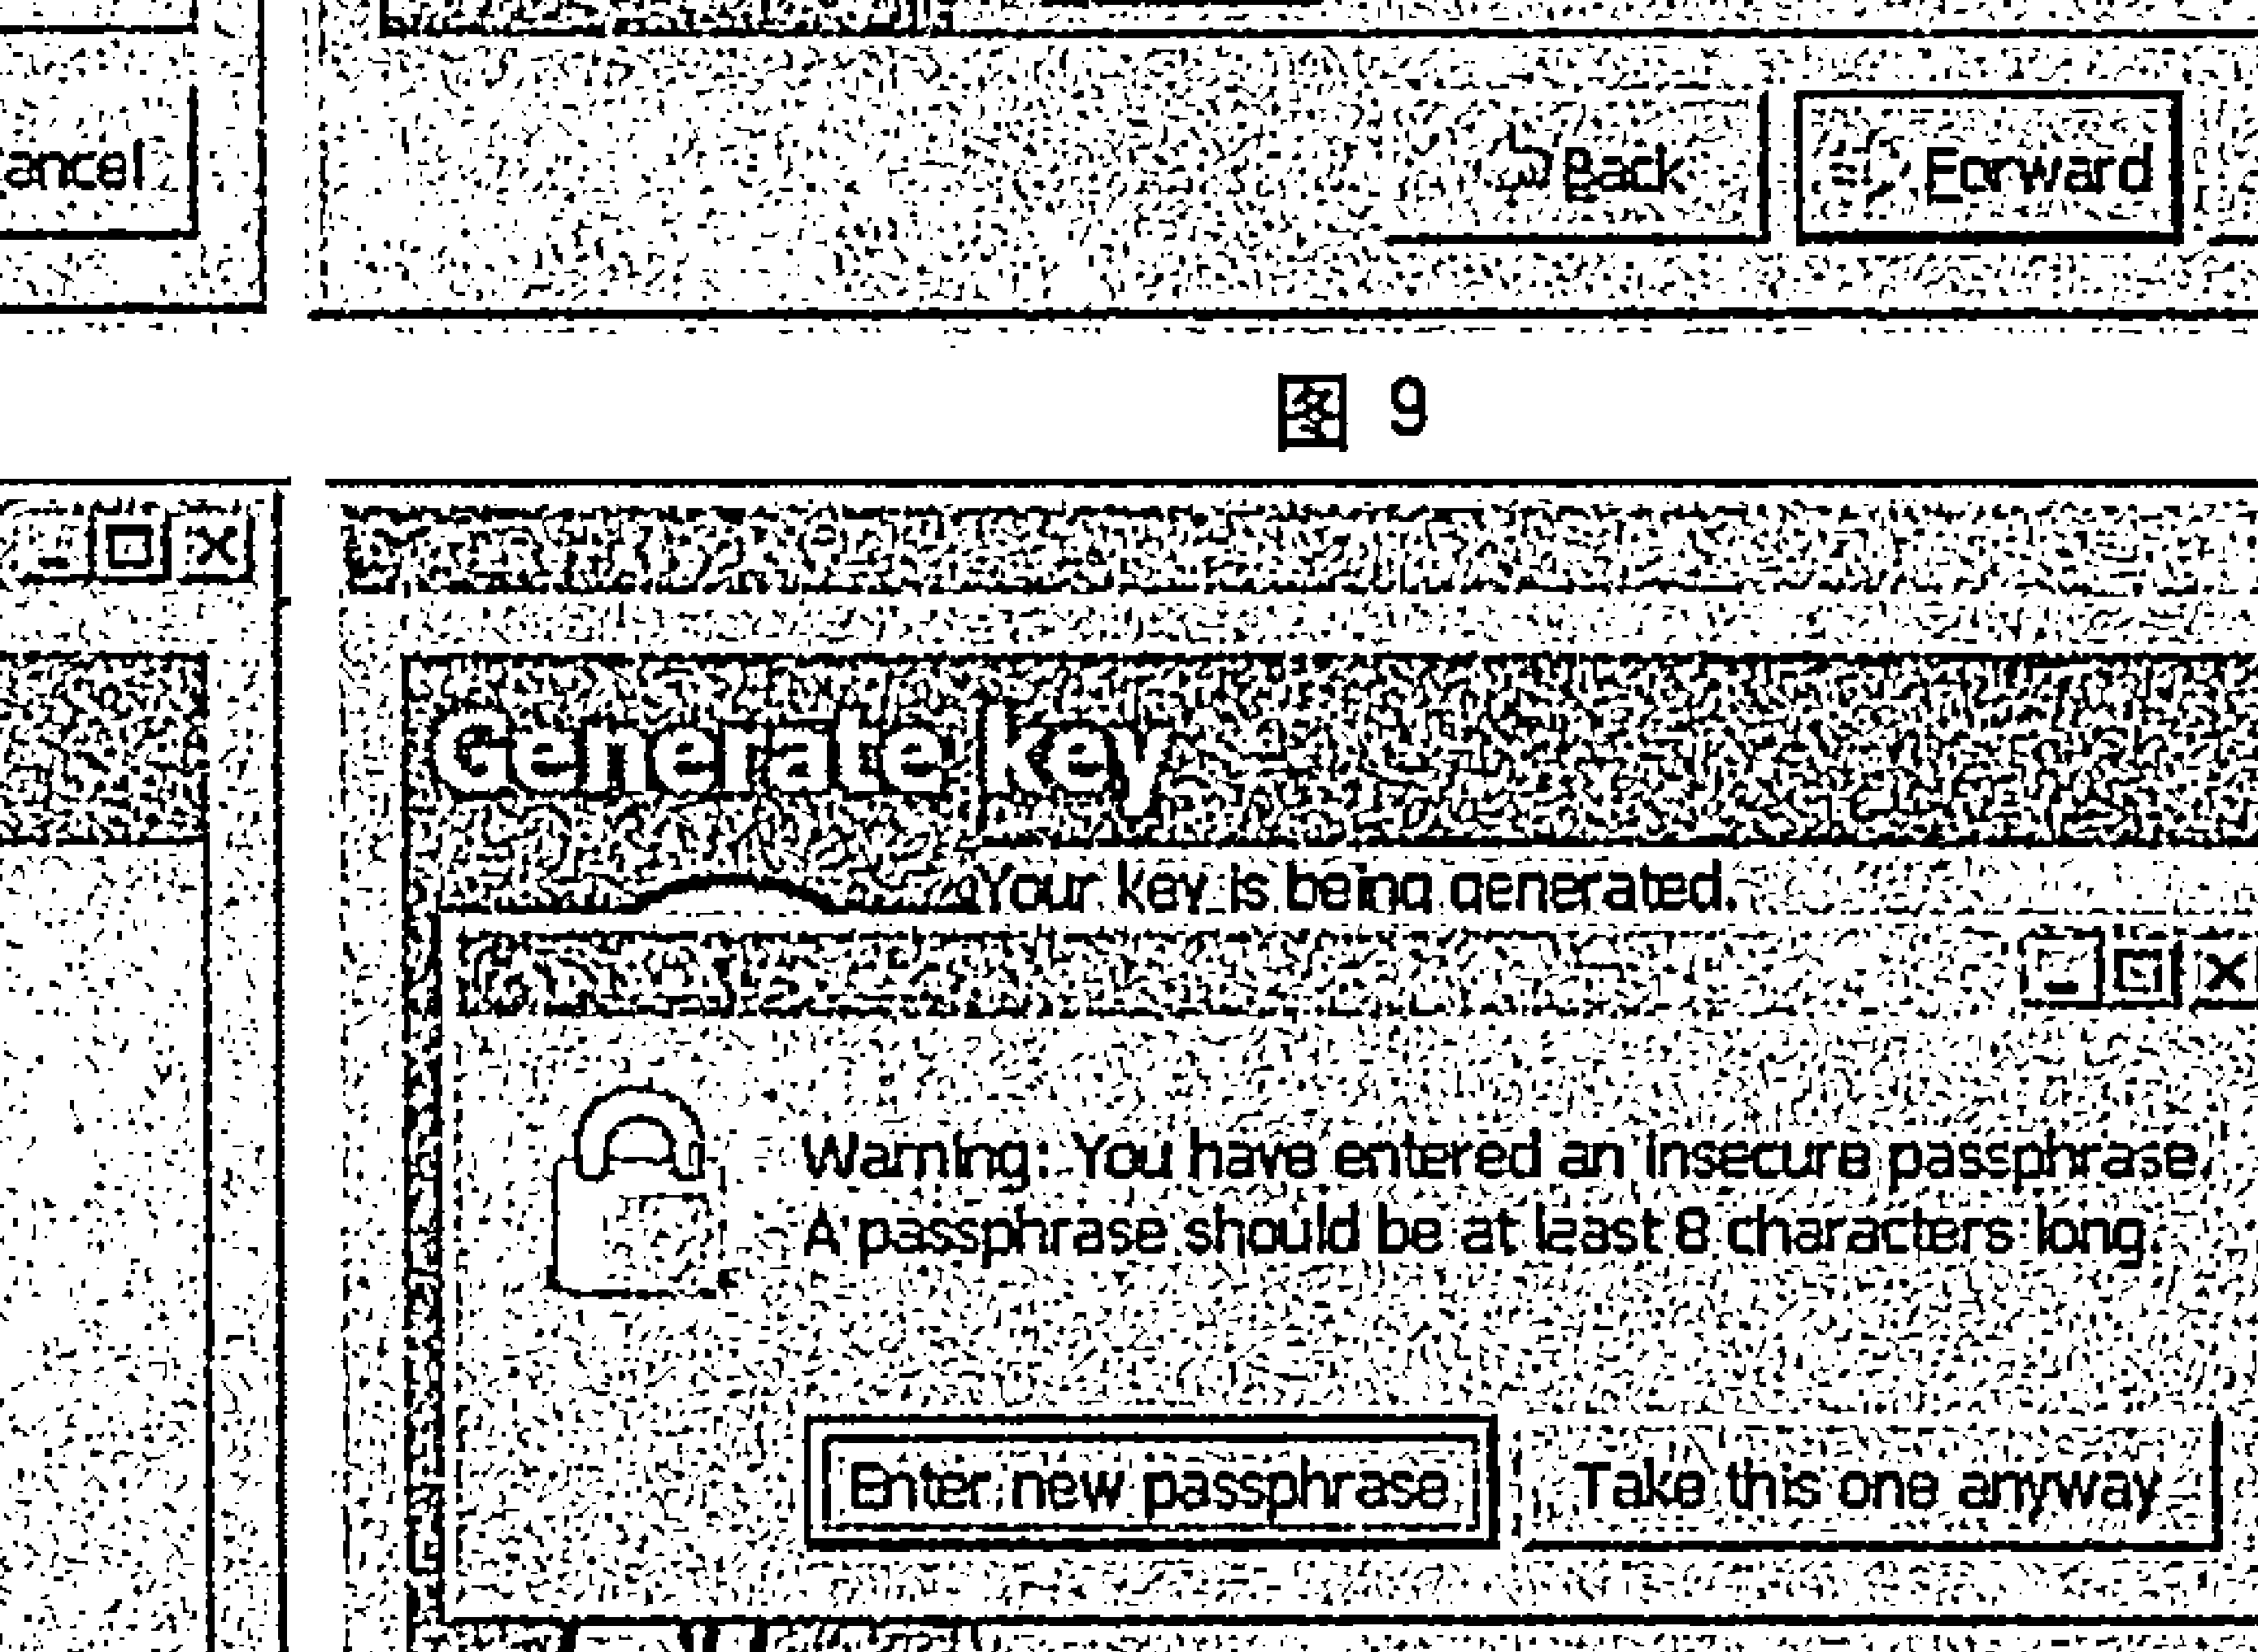 ancel
Back
Forward
图 9
Generate key
Your key is being generated.
Warning: You have entered an insecure passphrase.
A passphrase should be at least 8 characters long.
Enter new passphrase
Take this one anyway